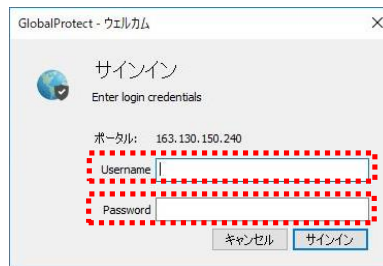 GlobalProtect - ウエルカム
サインイン
Enter login credentials
ポータル: 163.130.150.240
Username
Password
キャンセル サインイン